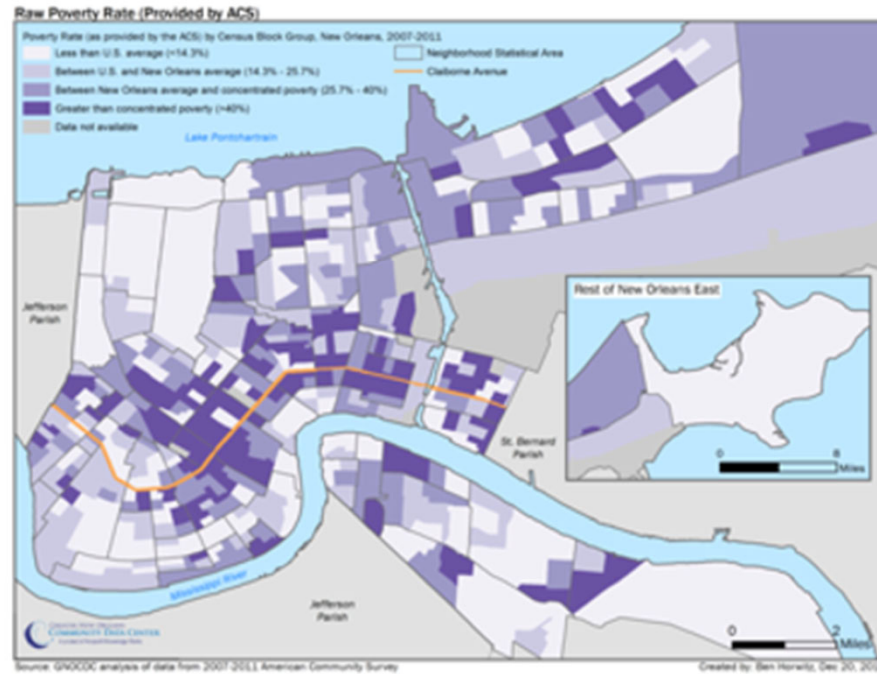 Raw Poverty Rate (Provided by ACS)
Poverty Rate (as provided by the ACS) by Census Block Group, New Orleans, 2007-2011
Less than U.S. average (<14.3%)
Between U.S. and New Orleans average (14.3% - 25.7%)
Between New Orleans average and concentrated poverty (25.7% - 40%)
Greater than concentrated poverty (>40%)
Data not available
Neighborhood Statistical Area
Claiborne Avenue
Lake Pontchartrain
Jefferson
Parish
Rest of New Orleans East
0 8
Miles
St. Bernard
Parish
Mississippi River
Jefferson
Parish
GREATER NEW ORLEANS
COMMUNITY DATA CENTER
0 2
Miles
Source: GNOCDC analysis of data from 2007-2011 American Community Survey
Created by: Ben Horwitz, Dec 20, 201